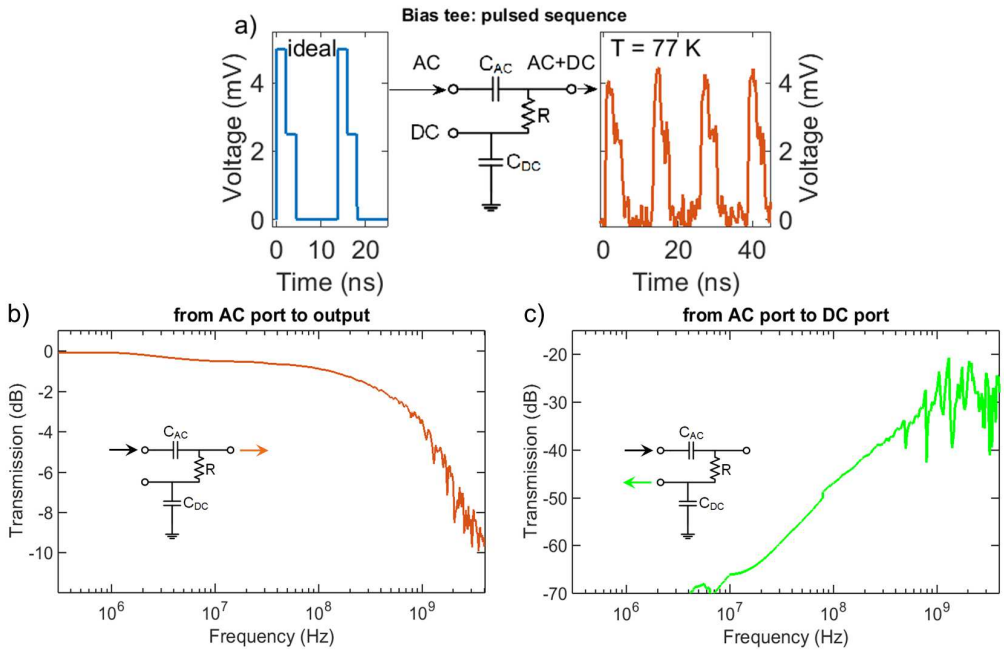 Bias tee: pulsed sequence
a)
ideal
Voltage (mV)
4
2
0
0 10 20
Time (ns)
AC
C_AC
AC+DC
R
DC
C_DC
T = 77 K
4
2
0
Voltage (mV)
0 20 40
Time (ns)
b)
from AC port to output
Transmission (dB)
0
-2
-4
-6
-8
-10
C_AC
R
C_DC
10^6 10^7 10^8 10^9
Frequency (Hz)
c)
from AC port to DC port
Transmission (dB)
-20
-30
-40
-50
-60
-70
C_AC
R
C_DC
10^6 10^7 10^8 10^9
Frequency (Hz)